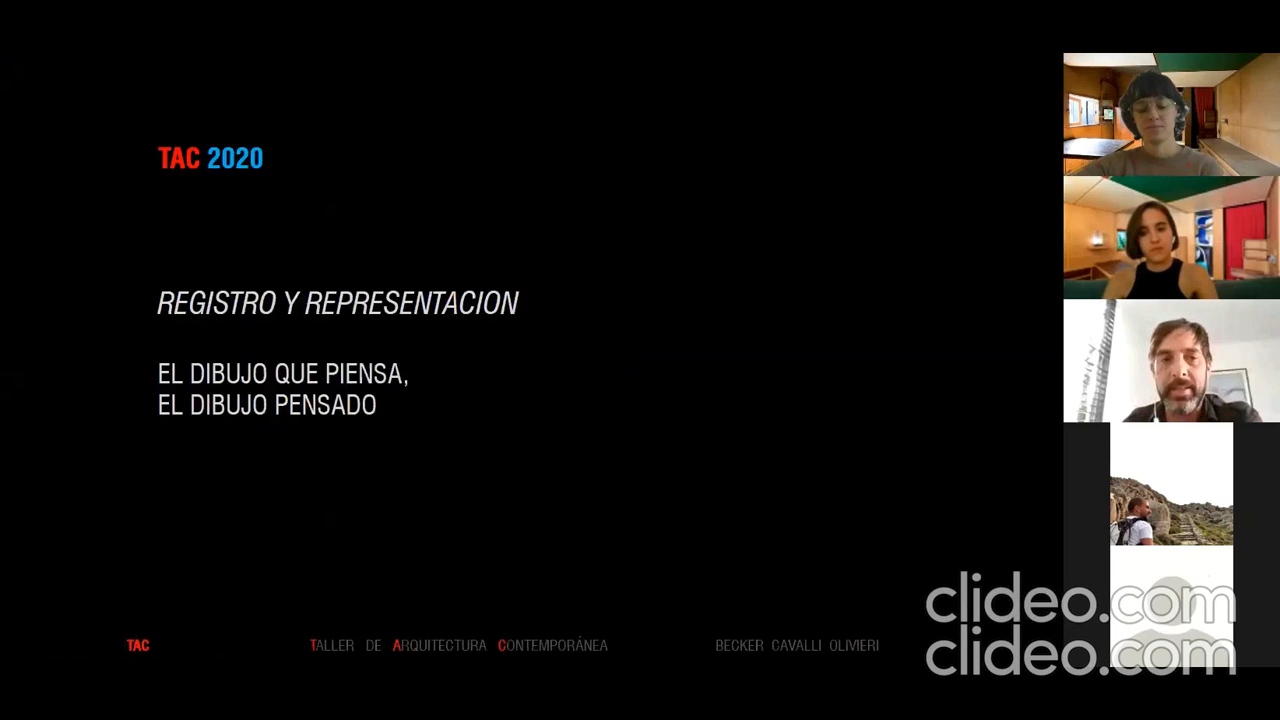 TAC 2020
REGISTRO Y REPRESENTACION
EL DIBUJO QUE PIENSA,
EL DIBUJO PENSADO
TAC
TALLER DE ARQUITECTURA CONTEMPORÁNEA
BECKER CAVALLI OLIVIERI
clideo.com
clideo.com